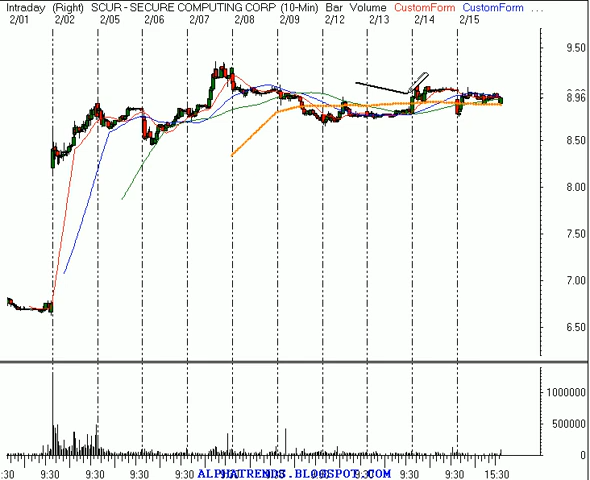 Intraday (Right) SCUR - SECURE COMPUTING CORP (10-Min) Bar Volume CustomForm CustomForm ...
2/01 2/02 2/05 2/06 2/07 2/08 2/09 2/12 2/13 2/14 2/15
9.50
8.96
8.50
8.00
7.50
7.00
6.50
1000000
500000
0
:30 9:30 9:30 9:30 9:30 9:30 9:30 9:30 15:30
ALPHATRENDS.BLOGSPOT.COM